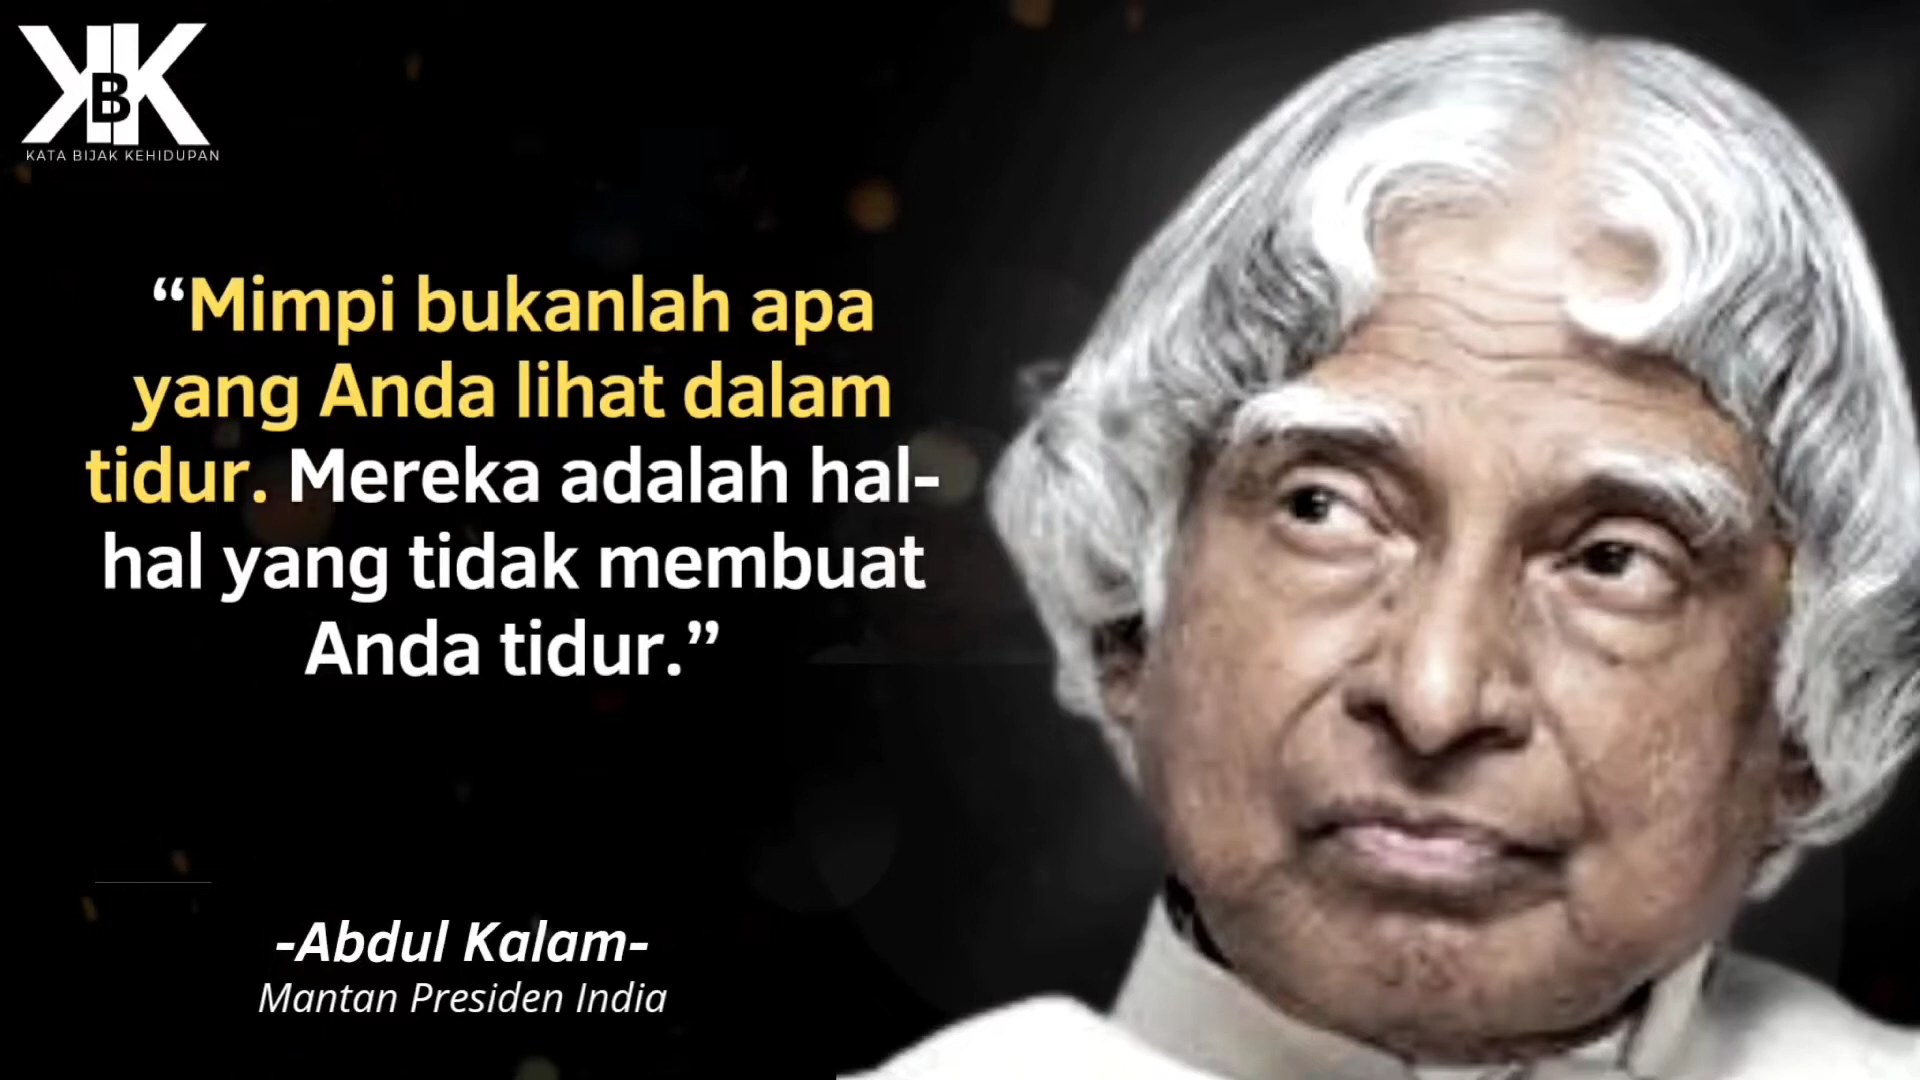 KBK
KATA BIJAK KEHIDUPAN
“Mimpi bukanlah apa
yang Anda lihat dalam
tidur. Mereka adalah hal-
hal yang tidak membuat
Anda tidur.”
-Abdul Kalam-
Mantan Presiden India